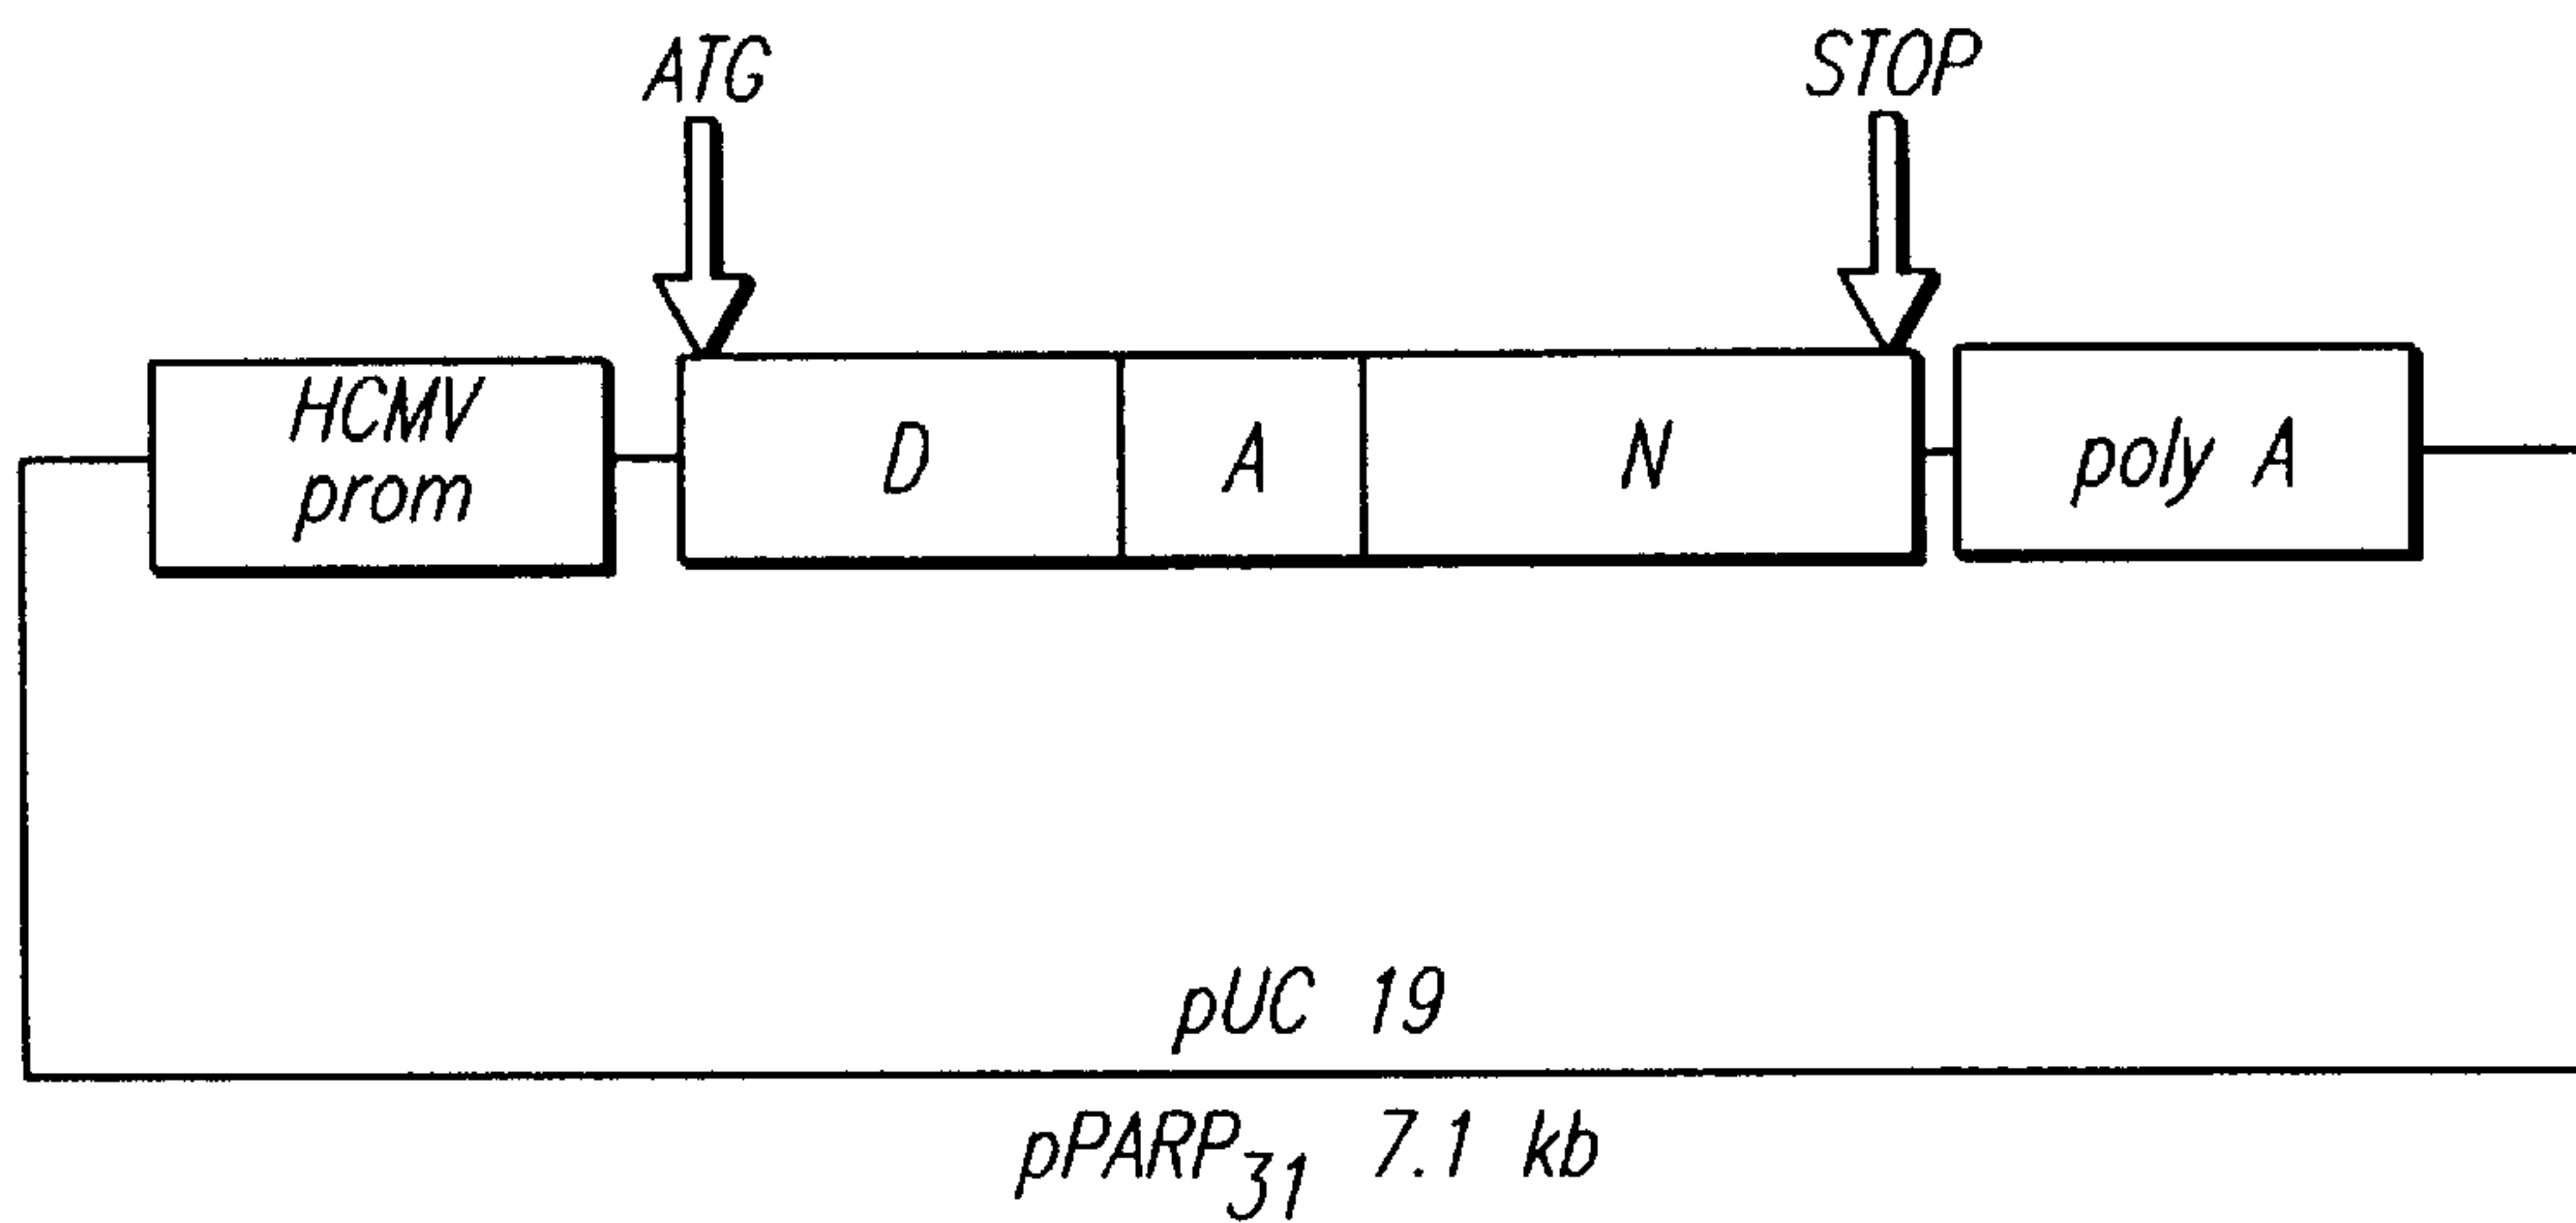 ATG
STOP
HCMV
prom
D
A
N
poly A
pUC 19
pPARP31 7.1 kb